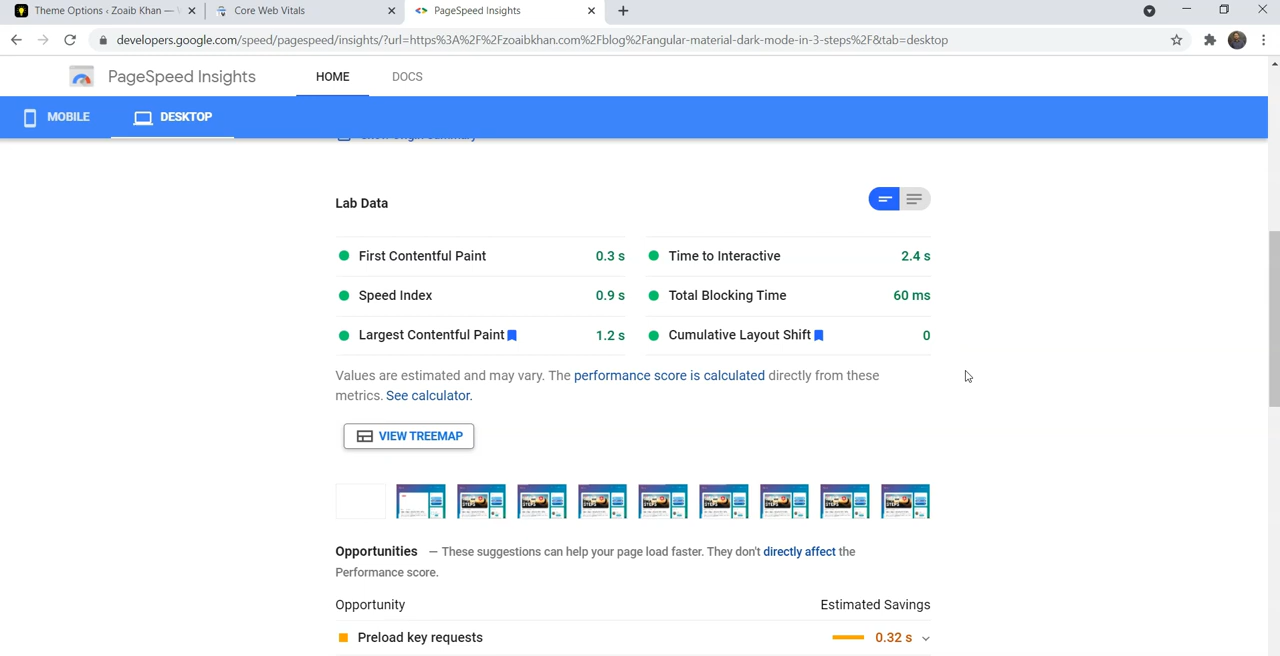 Theme Options ‹ Zoaib Khan —
Core Web Vitals
PageSpeed Insights
developers.google.com/speed/pagespeed/insights/?url=https%3A%2F%2Fzoaibkhan.com%2Fblog%2Fangular-material-dark-mode-in-3-steps%2F&tab=desktop
PageSpeed Insights
HOME
DOCS
MOBILE
DESKTOP
Lab Data
First Contentful Paint 0.3 s
Time to Interactive 2.4 s
Speed Index 0.9 s
Total Blocking Time 60 ms
Largest Contentful Paint 1.2 s
Cumulative Layout Shift 0
Values are estimated and may vary. The performance score is calculated directly from these
metrics. See calculator.
VIEW TREEMAP
Opportunities — These suggestions can help your page load faster. They don't directly affect the
Performance score.
Opportunity Estimated Savings
Preload key requests 0.32 s